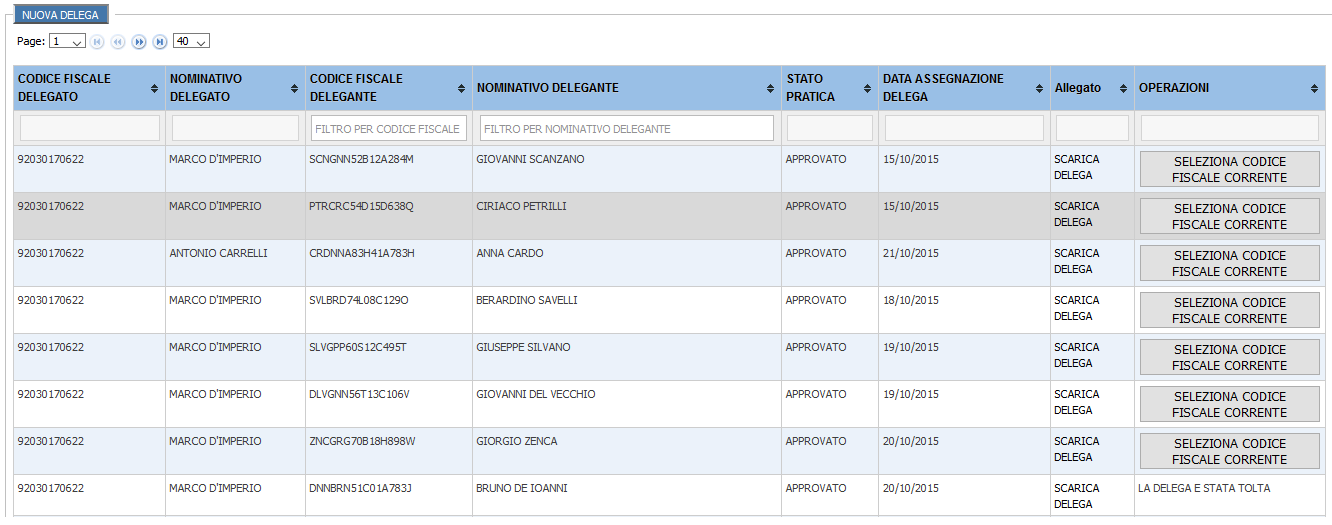 NUOVA DELEGA
Page: 1 40
CODICE FISCALE DELEGATO NOMINATIVO DELEGATO CODICE FISCALE DELEGANTE NOMINATIVO DELEGANTE STATO PRATICA DATA ASSEGNAZIONE DELEGA Allegato OPERAZIONI
FILTRO PER CODICE FISCALE FILTRO PER NOMINATIVO DELEGANTE
92030170622 MARCO D'IMPERIO SCNGNN52B12A284M GIOVANNI SCANZANO APPROVATO 15/10/2015 SCARICA DELEGA SELEZIONA CODICE FISCALE CORRENTE
92030170622 MARCO D'IMPERIO PTRCRC54D15D638Q CIRIACO PETRILLI APPROVATO 15/10/2015 SCARICA DELEGA SELEZIONA CODICE FISCALE CORRENTE
92030170622 ANTONIO CARRELLI CRDNNA83H41A783H ANNA CARDO APPROVATO 21/10/2015 SCARICA DELEGA SELEZIONA CODICE FISCALE CORRENTE
92030170622 MARCO D'IMPERIO SVLBRD74L08C129O BERARDINO SAVELLI APPROVATO 18/10/2015 SCARICA DELEGA SELEZIONA CODICE FISCALE CORRENTE
92030170622 MARCO D'IMPERIO SLVGPP60S12C495T GIUSEPPE SILVANO APPROVATO 19/10/2015 SCARICA DELEGA SELEZIONA CODICE FISCALE CORRENTE
92030170622 MARCO D'IMPERIO DLVGNN56T13C106V GIOVANNI DEL VECCHIO APPROVATO 19/10/2015 SCARICA DELEGA SELEZIONA CODICE FISCALE CORRENTE
92030170622 MARCO D'IMPERIO ZNCGRG70B18H898W GIORGIO ZENCA APPROVATO 20/10/2015 SCARICA DELEGA SELEZIONA CODICE FISCALE CORRENTE
92030170622 MARCO D'IMPERIO DNNBRN51C01A783J BRUNO DE IOANNI APPROVATO 20/10/2015 SCARICA DELEGA LA DELEGA E STATA TOLTA